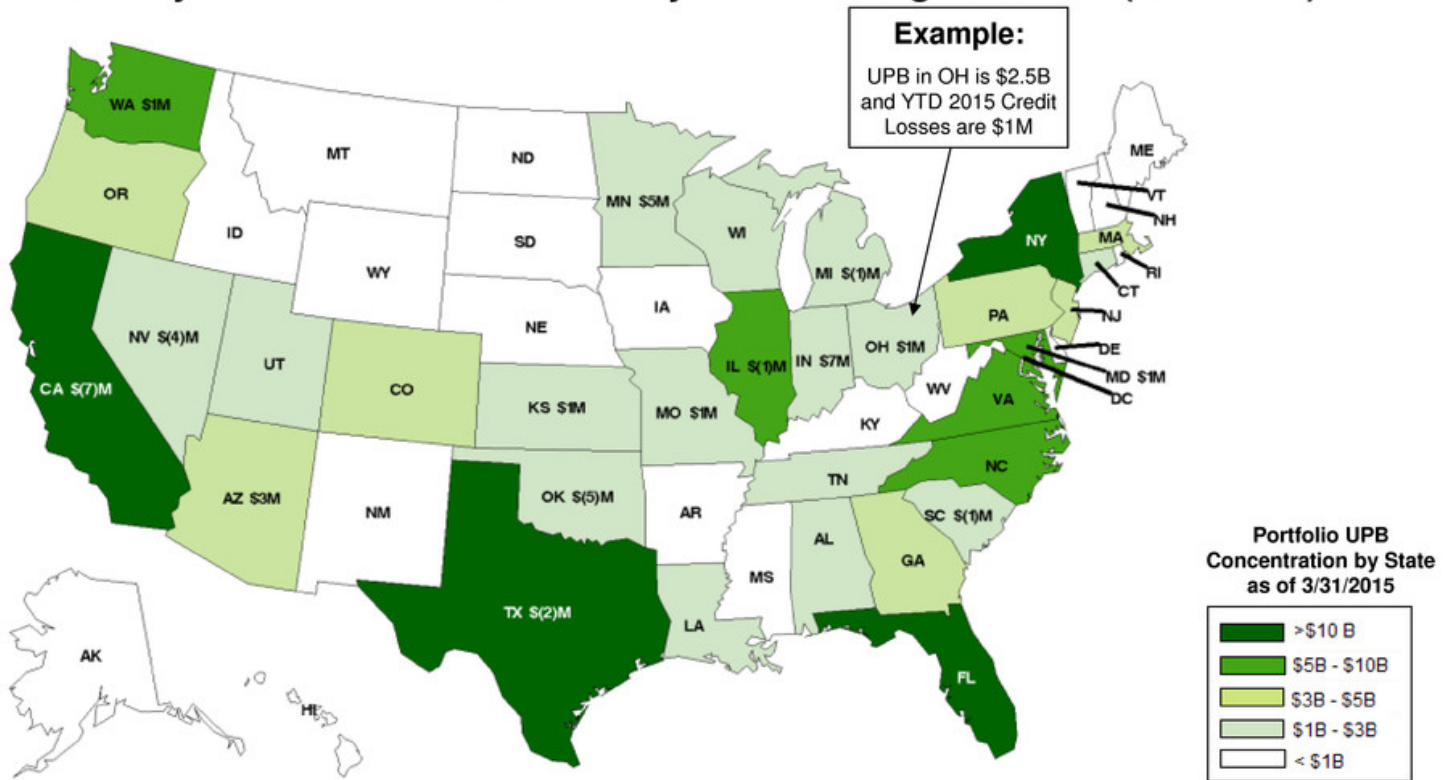 Example:
UPB in OH is $2.5B
and YTD 2015 Credit
Losses are $1M
WA $1M
MT
ND
ME
OR
MN $5M
VT
ID
NH
SD
WI
NY
MA
WY
MI $(1)M
RI
CT
IA
NE
PA
NJ
NV $(4)M
OH $1M
DE
UT
IL $(1)M
IN $7M
MD $1M
CA $(7)M
CO
WV
DC
KS $1M
MO $1M
VA
KY
NC
AZ $3M
NM
OK $(5)M
TN
AR
SC $(1)M
AL
GA
MS
TX $(2)M
LA
AK
FL
HI
Portfolio UPB
Concentration by State
as of 3/31/2015
>$10 B
$5B - $10B
$3B - $5B
$1B - $3B
< $1B